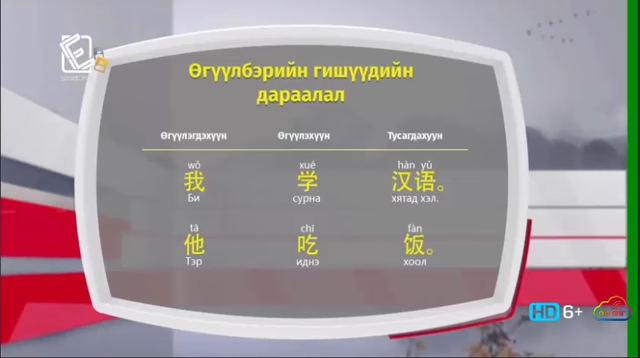 Өгүүлбэрийн гишүүдийн
дараалал
Өгүүлэгдэхүүн Өгүүлэхүүн Тусагдахуун
wǒ xué hàn yǔ
我 学 汉语。
Би сурна хятад хэл.
tā chī fàn
他 吃 饭。
Тэр иднэ хоол
HD 6+